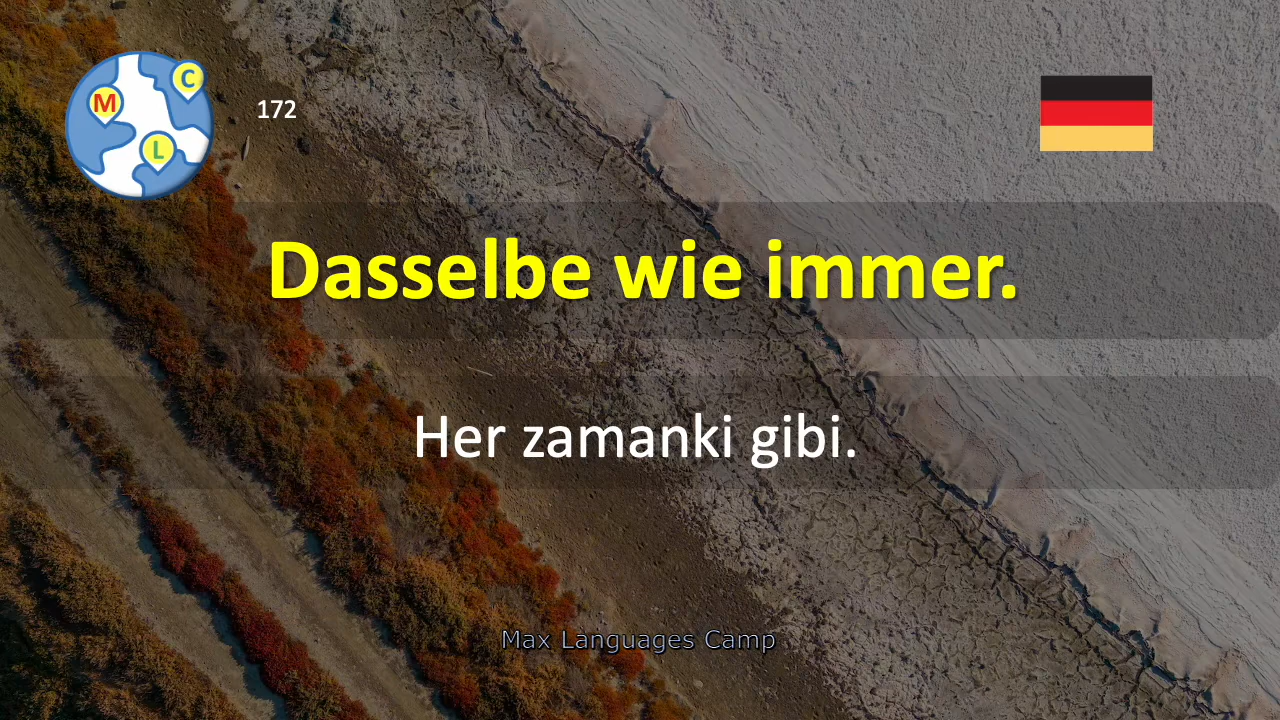 M
C
L
172
Dasselbe wie immer.
Her zamanki gibi.
Max Languages Camp